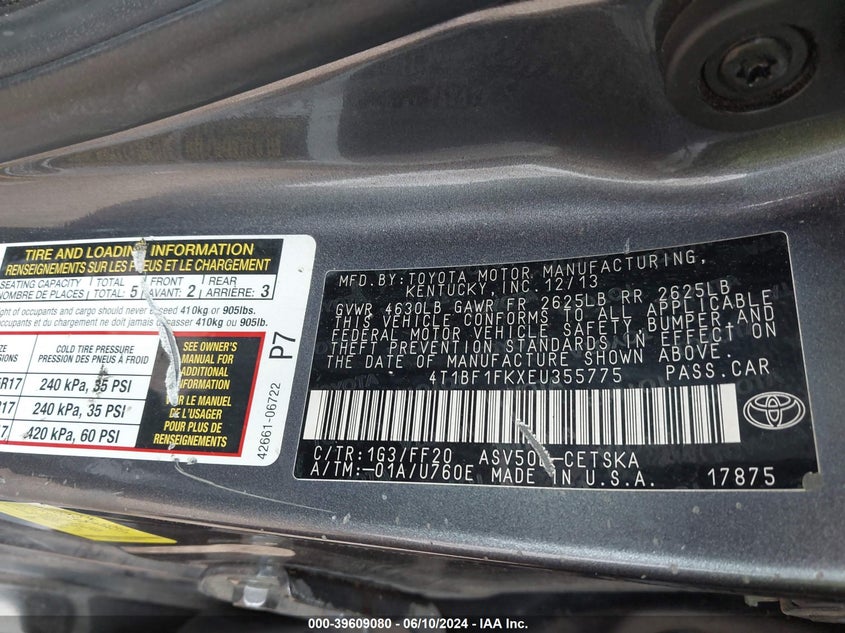 TIRE AND LOADING INFORMATION
RENSEIGNEMENTS SUR LES PNEUS ET LE CHARGEMENT
SEATING CAPACITY TOTAL 5 FRONT 2 REAR 3
NOMBRE DE PLACES TOTAL AVANT: ARRIÈRE:
of occupants and cargo should never exceed 410kg or 905lbs.
occupants et du chargement ne doit jamais dépasser 410kg ou 905lb.
COLD TIRE PRESSURE
PRESSION DES PNEUS À FROID
R17 240 kPa, 35 PSI
R17 240 kPa, 35 PSI
7 420 kPa, 60 PSI
SEE OWNER'S
MANUAL FOR
ADDITIONAL
INFORMATION
VOIR LE MANUEL
DE L'USAGER
POUR PLUS DE
RENSEIGNEMENTS
P7
42661-06722
MFD.BY:TOYOTA MOTOR MANUFACTURING,
KENTUCKY, INC. 12/13
GVWR 4630LB GAWR FR 2625LB RR 2625LB
THIS VEHICLE CONFORMS TO ALL APPLICABLE
FEDERAL MOTOR VEHICLE SAFETY, BUMPER AND
THEFT PREVENTION STANDARDS IN EFFECT ON
THE DATE OF MANUFACTURE SHOWN ABOVE.
4T1BF1FKXEU355775 PASS.CAR
C/TR:1G3/FF20 ASV50L-CETSKA
A/TM:-01A/U760E MADE IN U.S.A. 17875
000-39609080 - 06/10/2024 - IAA Inc.